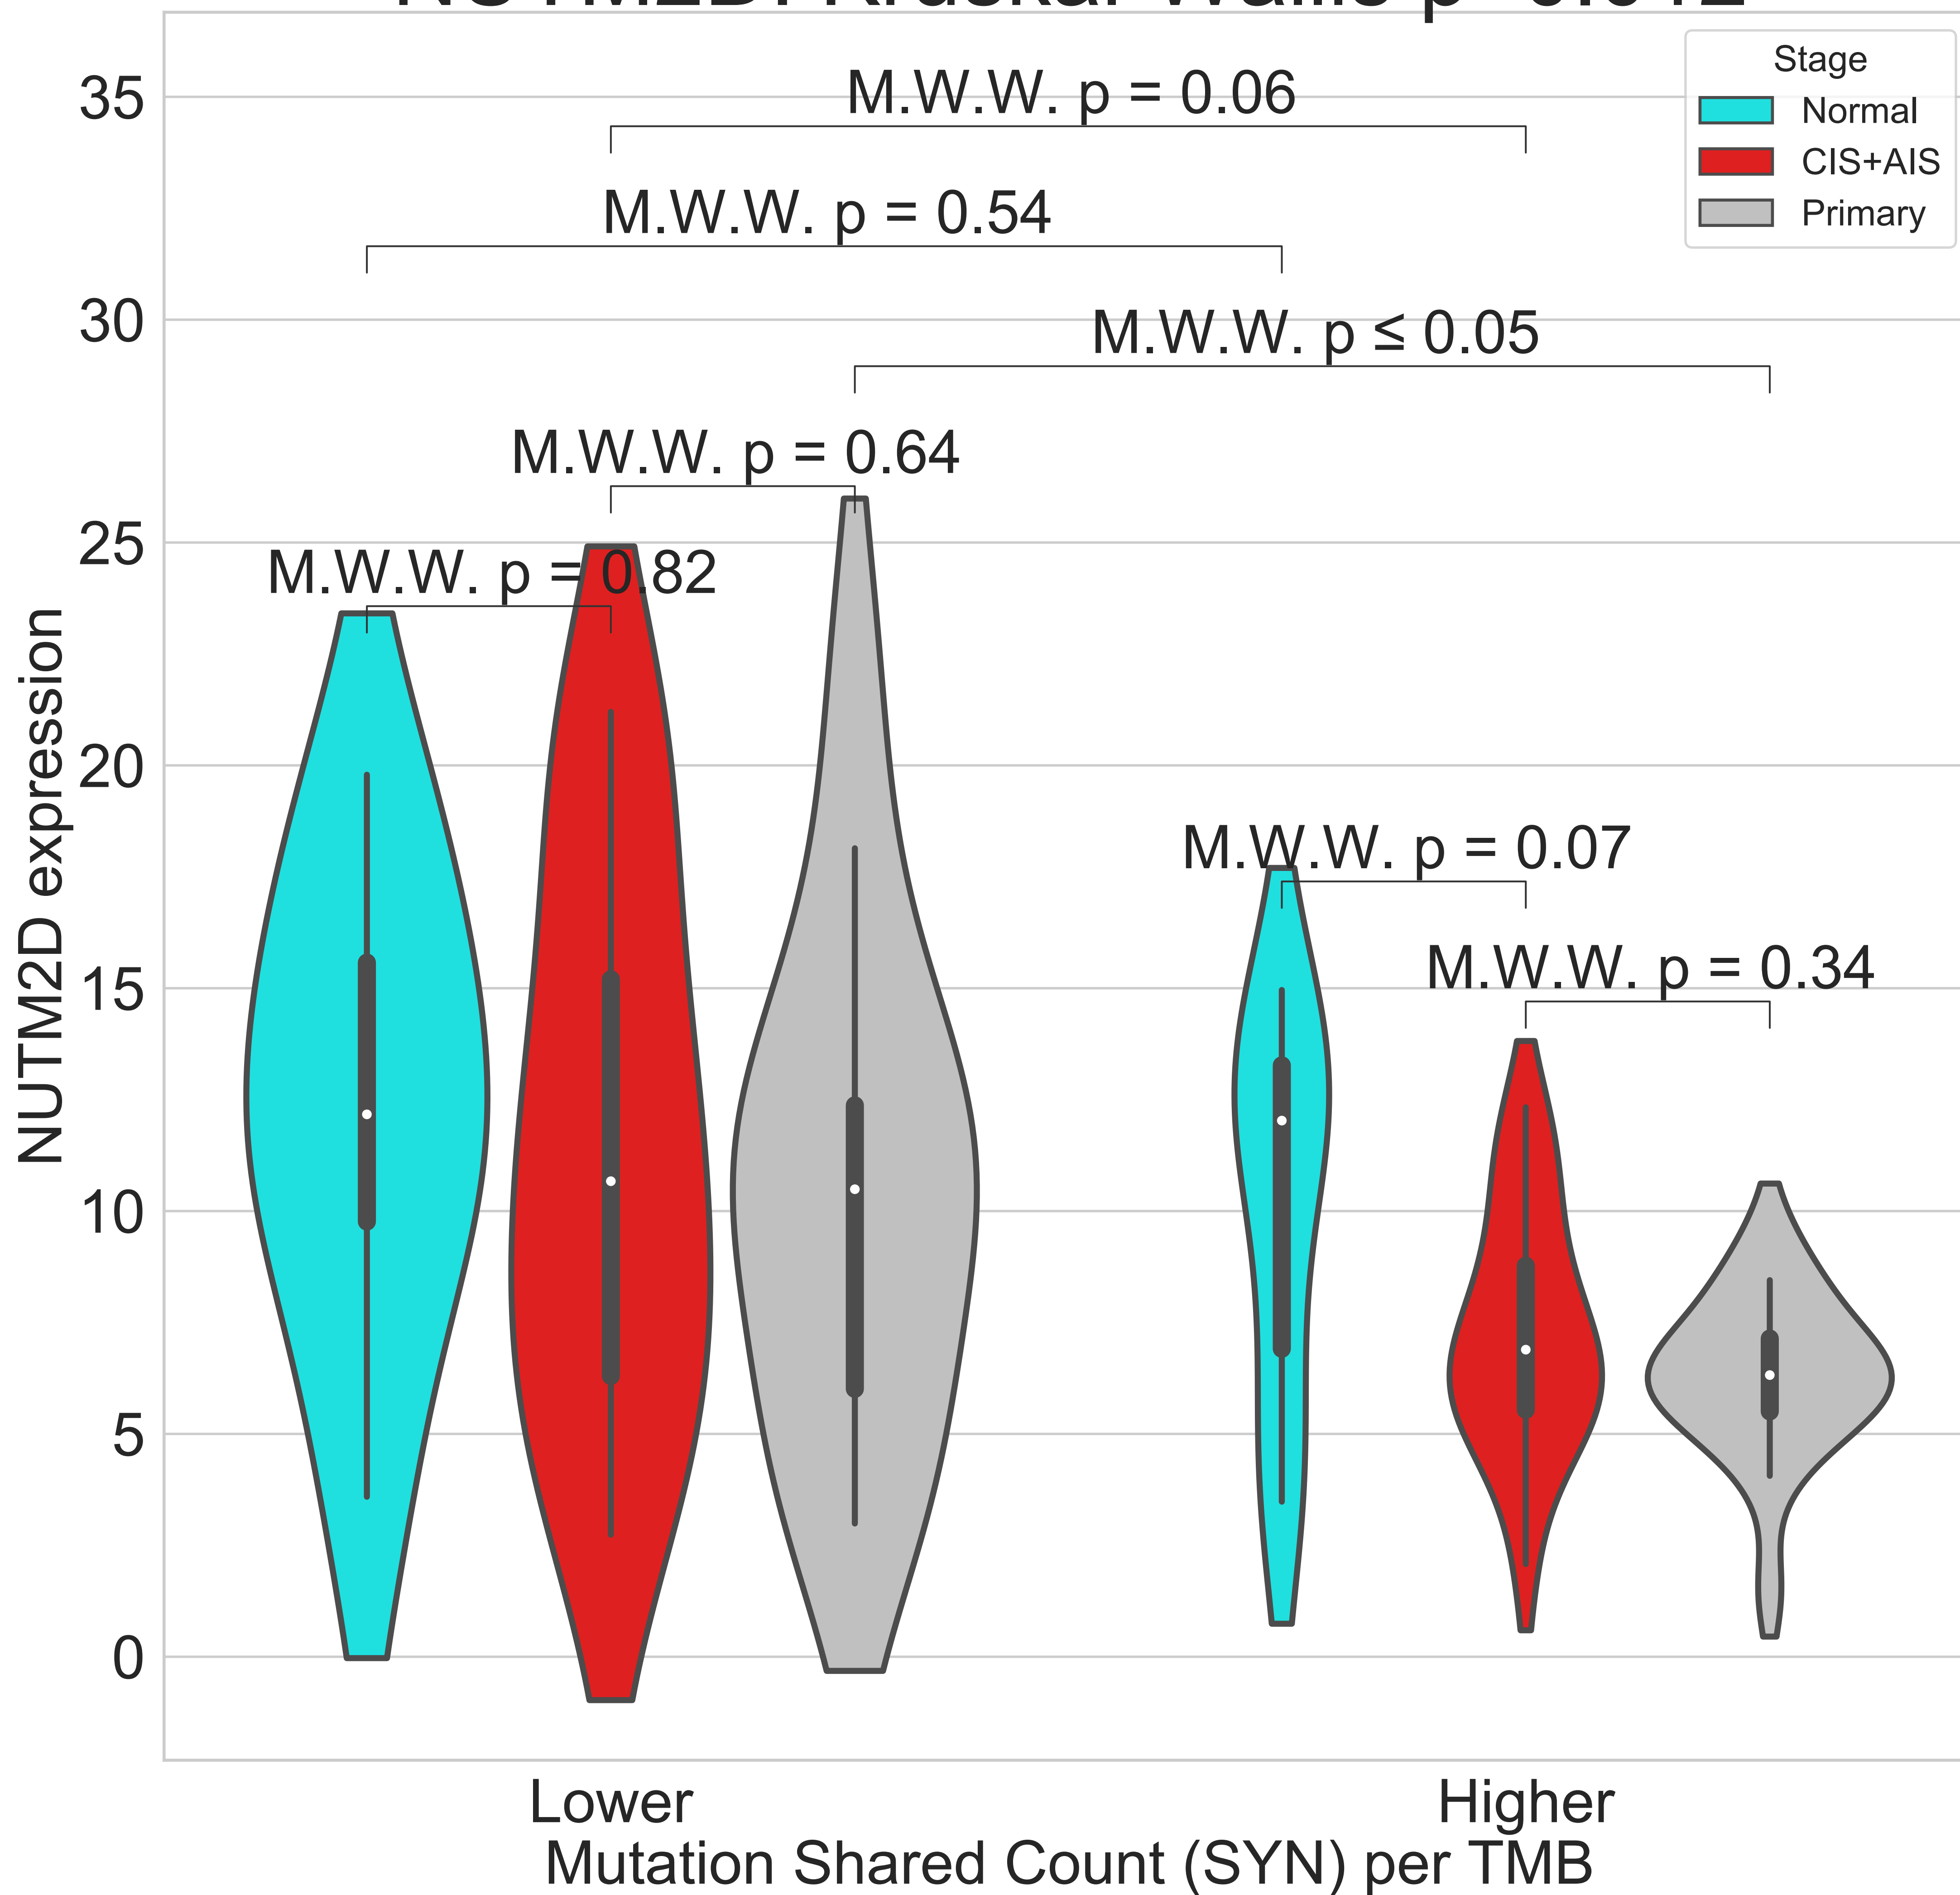 M.W.W. p = 0.06
M.W.W. p = 0.54
M.W.W. p ≤ 0.05
M.W.W. p = 0.64
M.W.W. p = 0.82
M.W.W. p = 0.07
M.W.W. p = 0.34
Stage
Normal
CIS+AIS
Primary
NUTM2D expression
35
30
25
20
15
10
5
0
Lower
Higher
Mutation Shared Count (SYN) per TMB